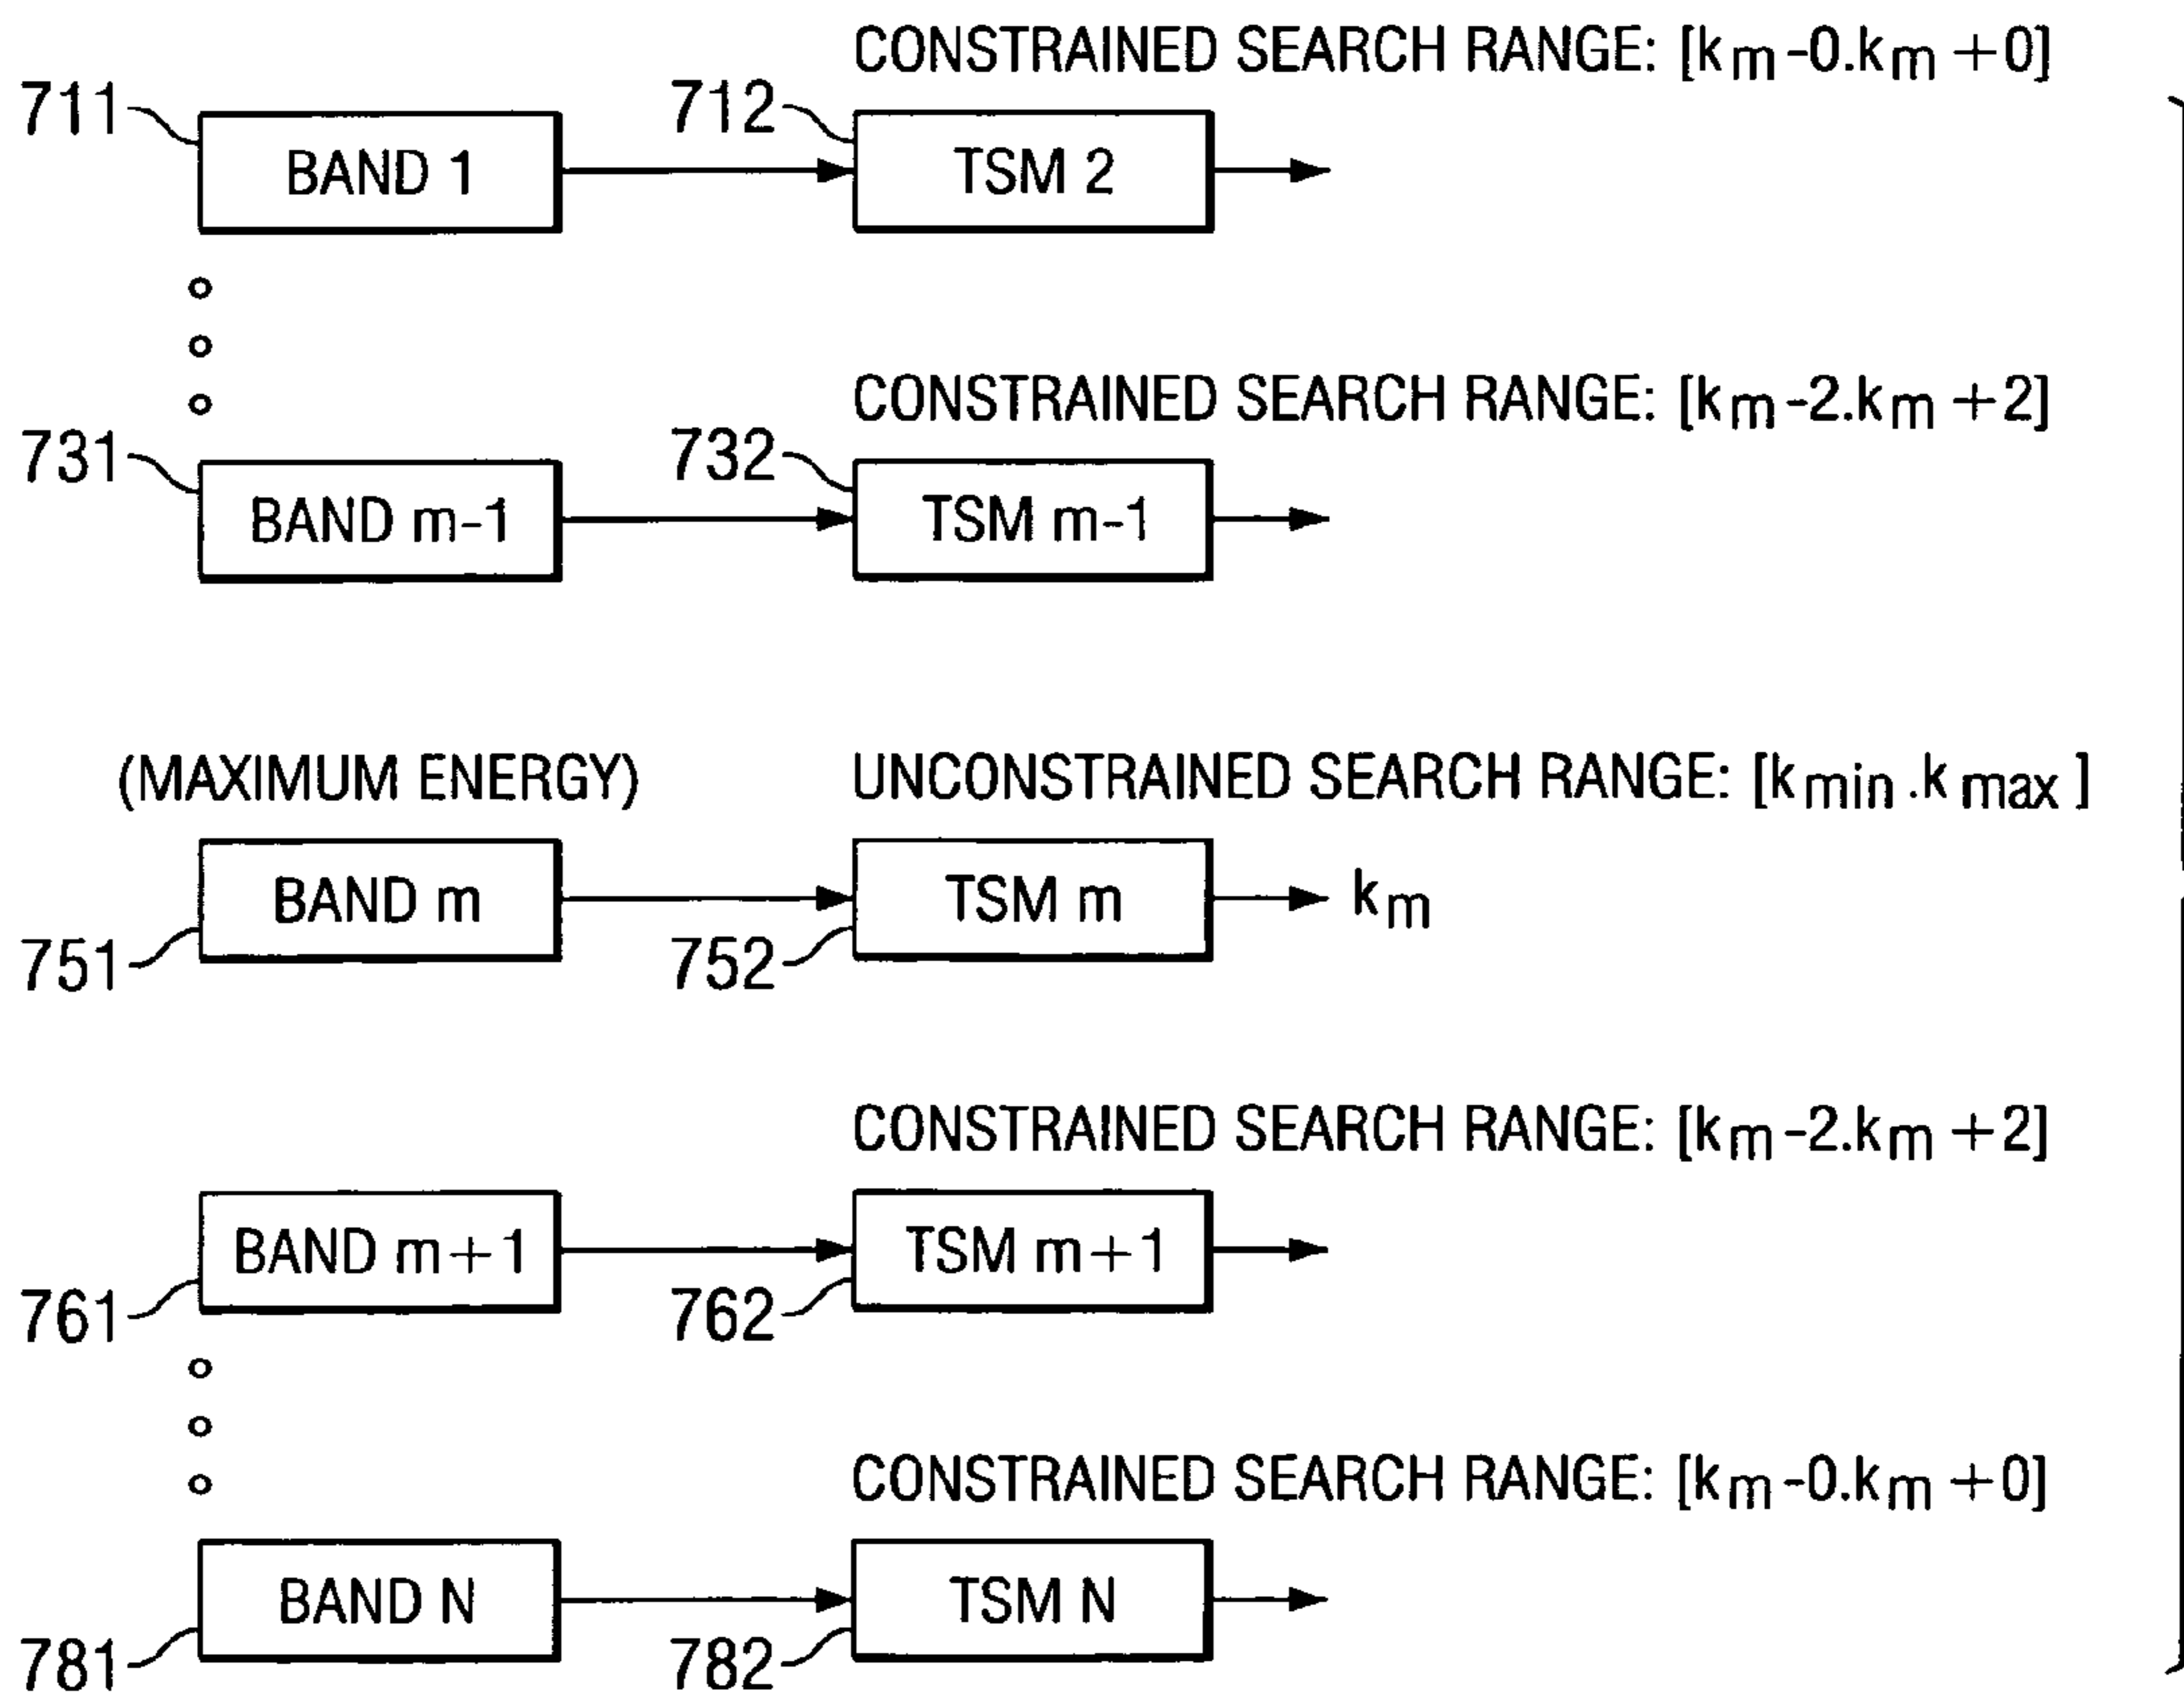 CONSTRAINED SEARCH RANGE: [km-0.km+0]
711
712
BAND 1
TSM 2
CONSTRAINED SEARCH RANGE: [km-2.km+2]
731
732
BAND m-1
TSM m-1
(MAXIMUM ENERGY)
UNCONSTRAINED SEARCH RANGE: [kmin.kmax]
BAND m
TSM m
km
751
752
CONSTRAINED SEARCH RANGE: [km-2.km+2]
BAND m+1
TSM m+1
761
762
CONSTRAINED SEARCH RANGE: [km-0.km+0]
BAND N
TSM N
781
782